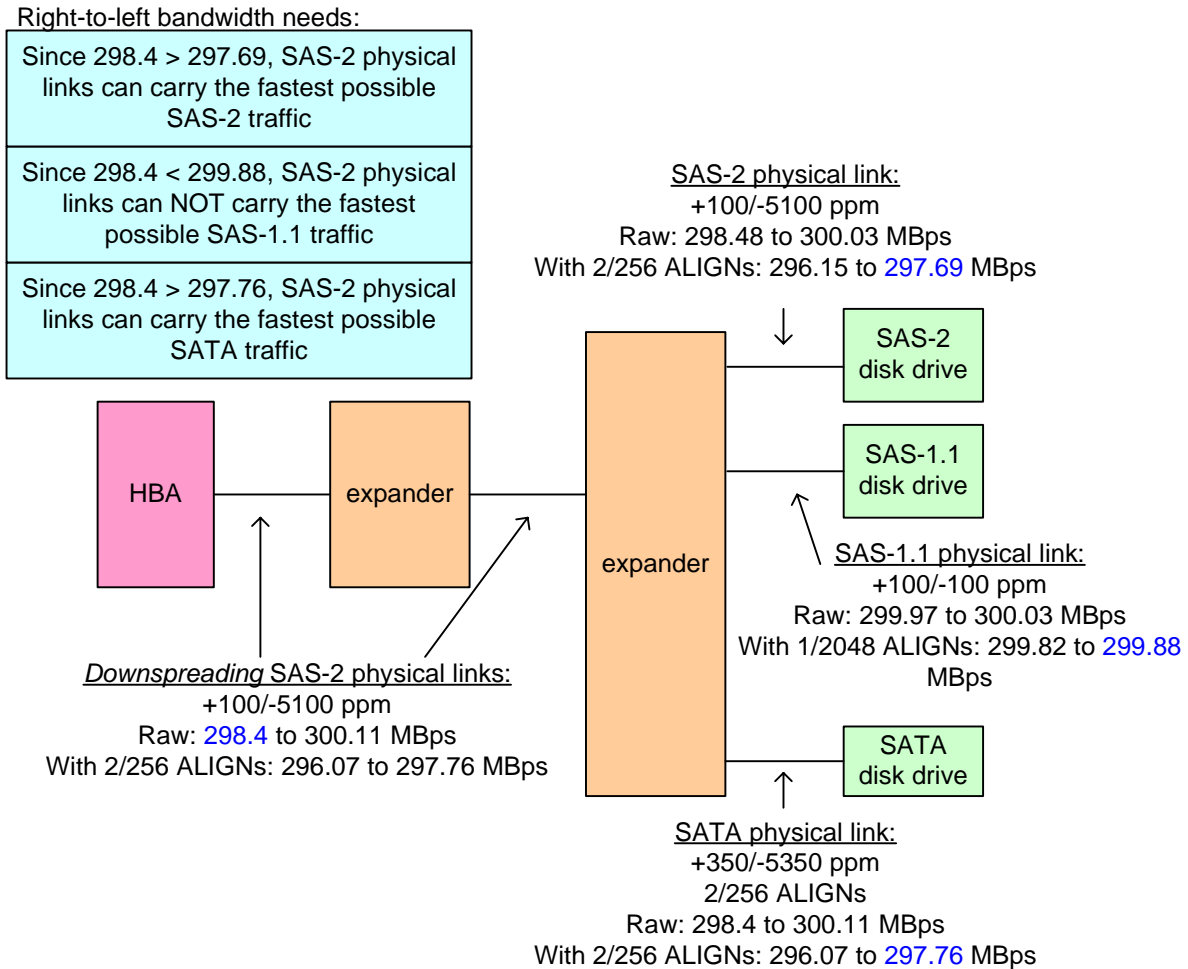 Right-to-left bandwidth needs:
Since 298.4 > 297.69, SAS-2 physical
links can carry the fastest possible
SAS-2 traffic
Since 298.4 < 299.88, SAS-2 physical
links can NOT carry the fastest
possible SAS-1.1 traffic
Since 298.4 > 297.76, SAS-2 physical
links can carry the fastest possible
SATA traffic
SAS-2 physical link:
+100/-5100 ppm
Raw: 298.48 to 300.03 MBps
With 2/256 ALIGNs: 296.15 to 297.69 MBps
SAS-2
disk drive
HBA
expander
expander
SAS-1.1
disk drive
SAS-1.1 physical link:
+100/-100 ppm
Raw: 299.97 to 300.03 MBps
With 1/2048 ALIGNs: 299.82 to 299.88
MBps
Downspreading SAS-2 physical links:
+100/-5100 ppm
Raw: 298.4 to 300.11 MBps
With 2/256 ALIGNs: 296.07 to 297.76 MBps
SATA
disk drive
SATA physical link:
+350/-5350 ppm
2/256 ALIGNs
Raw: 298.4 to 300.11 MBps
With 2/256 ALIGNs: 296.07 to 297.76 MBps